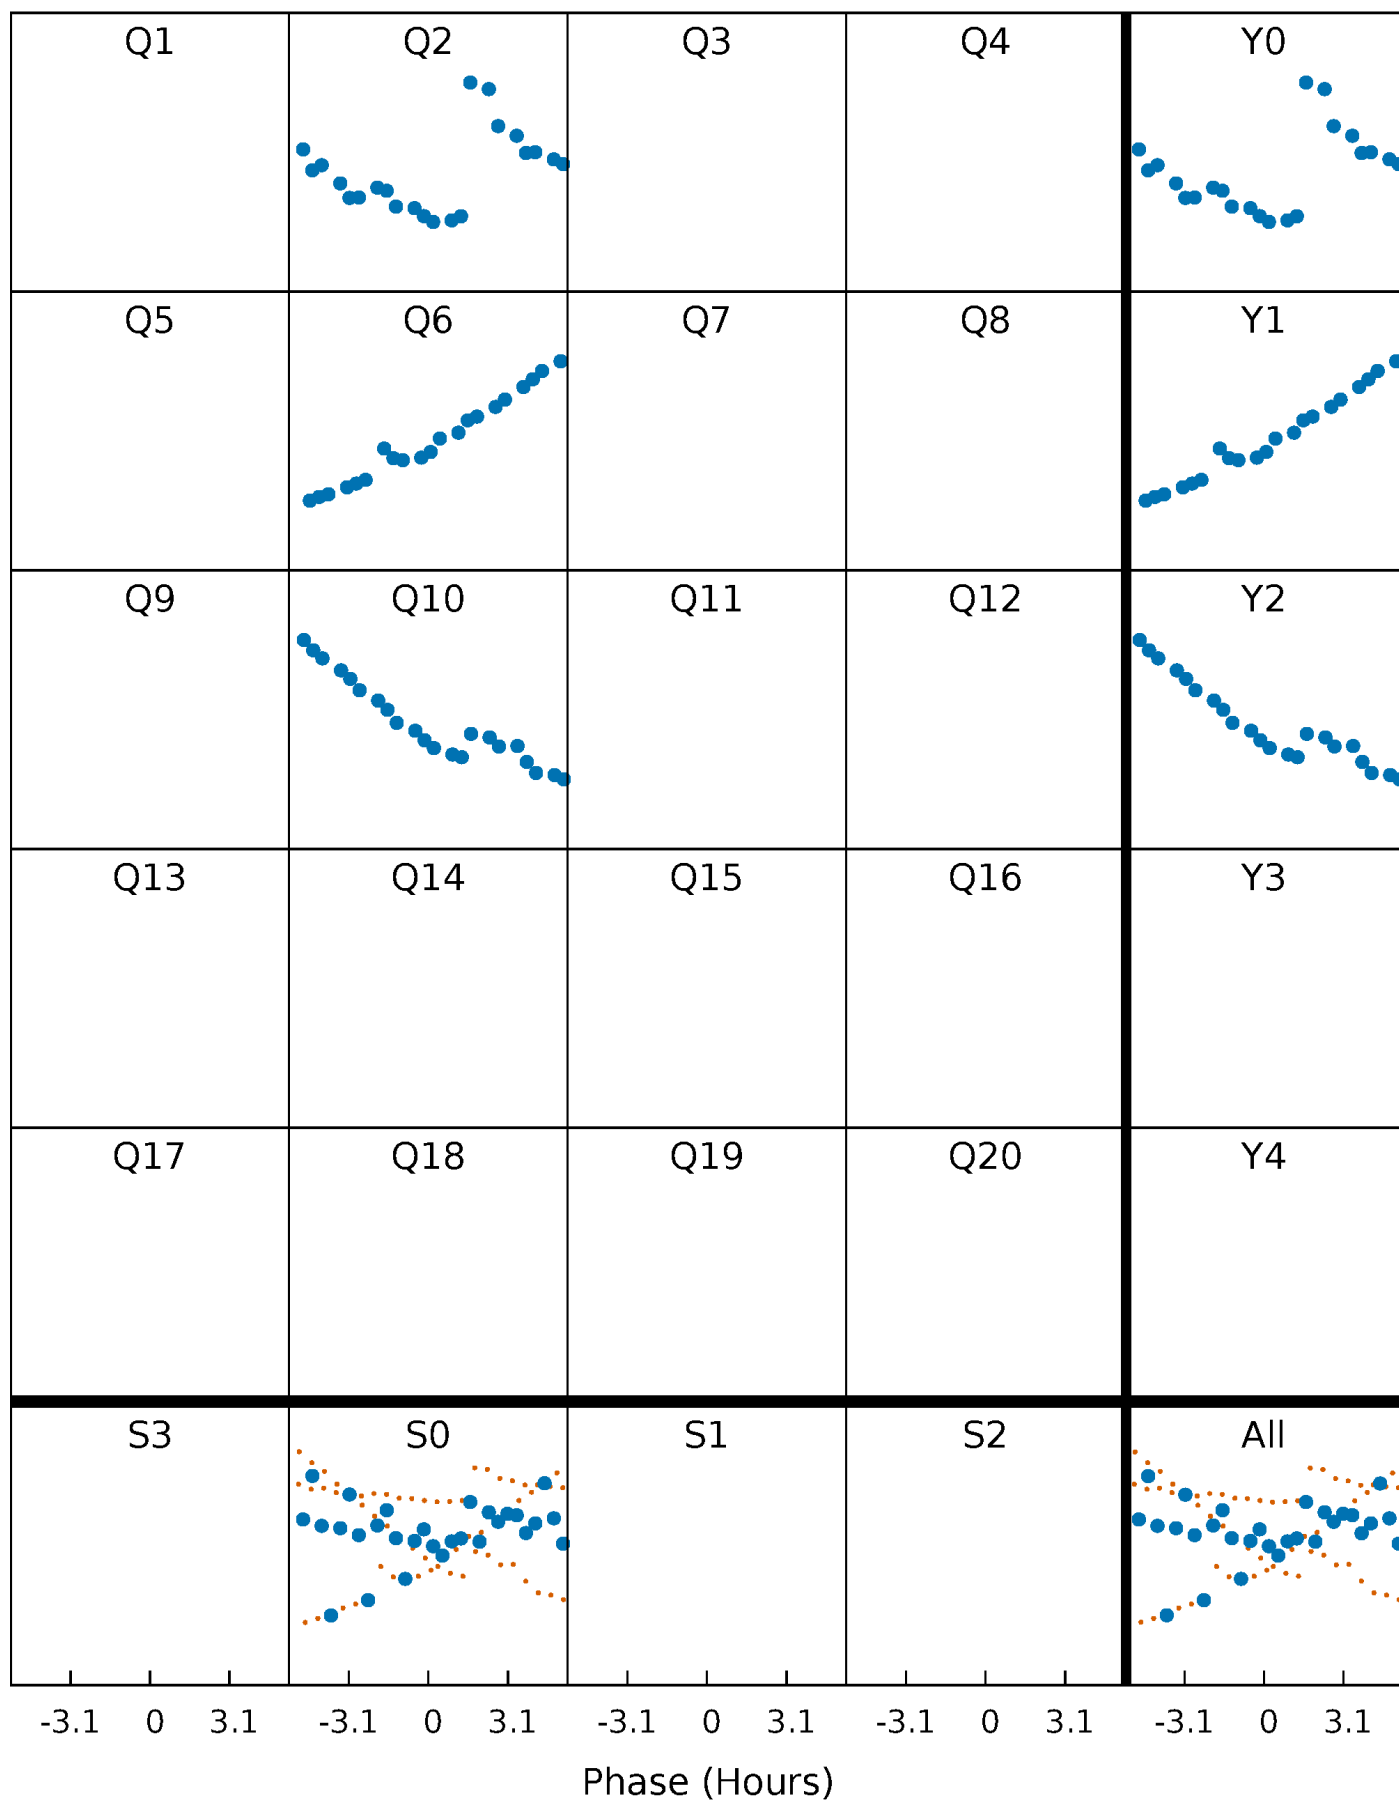 Q1 Q2 Q3 Q4 Y0
Q5 Q6 Q7 Q8 Y1
Q9 Q10 Q11 Q12 Y2
Q13 Q14 Q15 Q16 Y3
Q17 Q18 Q19 Q20 Y4
S3 S0 S1 S2 All
-3.1 0 3.1 -3.1 0 3.1 -3.1 0 3.1 -3.1 0 3.1 -3.1 0 3.1
Phase (Hours)